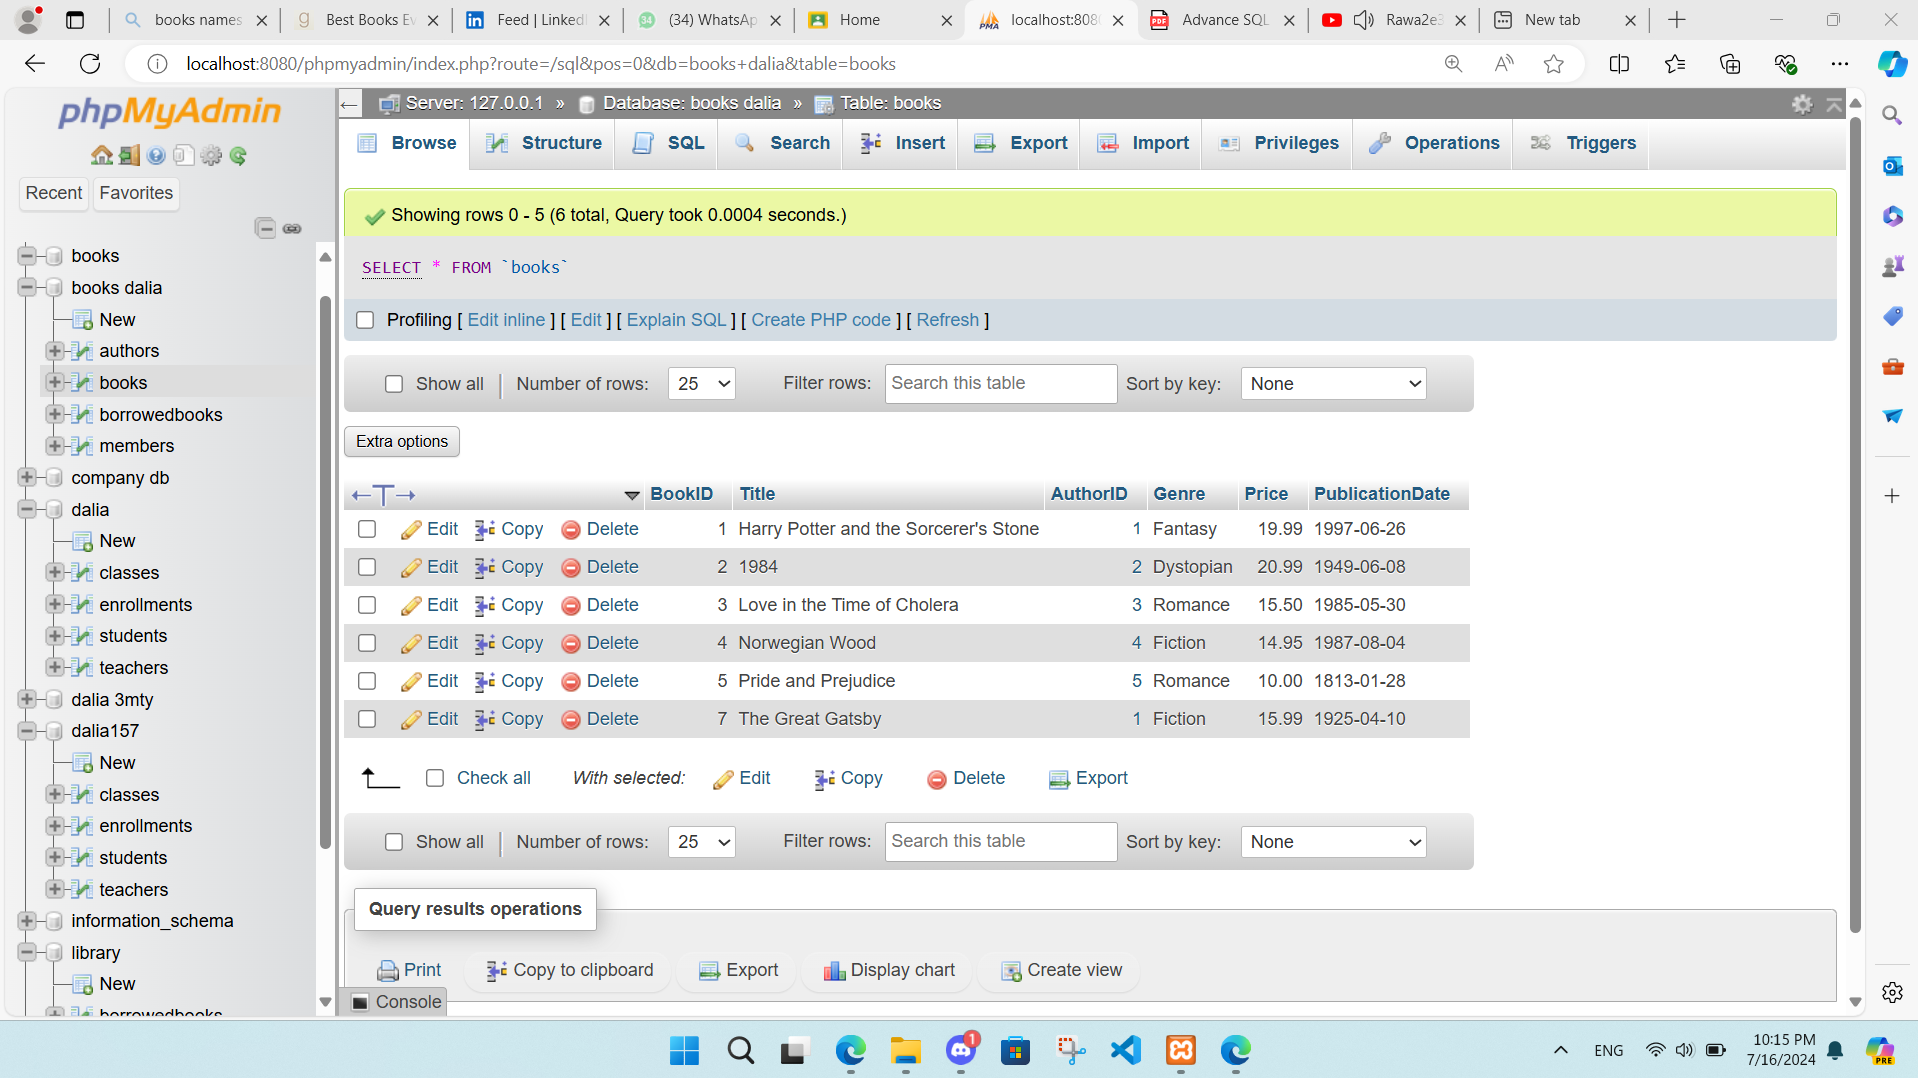 books names
Best Books Ev
Feed | Linked
(34) WhatsAp
Home
localhost:808
Advance SQL
Rawa2e3
New tab
localhost:8080/phpmyadmin/index.php?route=/sql&pos=0&db=books+dalia&table=books
phpMyAdmin
Recent
Favorites
books
books dalia
New
authors
books
borrowedbooks
members
company db
dalia
New
classes
enrollments
students
teachers
dalia 3mty
dalia157
New
classes
enrollments
students
teachers
information_schema
library
New
borrowedbooks
Server: 127.0.0.1 » Database: books dalia » Table: books
Browse Structure SQL Search Insert Export Import Privileges Operations Triggers
Showing rows 0 - 5 (6 total, Query took 0.0004 seconds.)
SELECT * FROM `books`
Profiling [ Edit inline ] [ Edit ] [ Explain SQL ] [ Create PHP code ] [ Refresh ]
Show all | Number of rows: 25 Filter rows: Search this table Sort by key: None
Extra options
BookID Title AuthorID Genre Price PublicationDate
Edit Copy Delete 1 Harry Potter and the Sorcerer's Stone 1 Fantasy 19.99 1997-06-26
Edit Copy Delete 2 1984 2 Dystopian 20.99 1949-06-08
Edit Copy Delete 3 Love in the Time of Cholera 3 Romance 15.50 1985-05-30
Edit Copy Delete 4 Norwegian Wood 4 Fiction 14.95 1987-08-04
Edit Copy Delete 5 Pride and Prejudice 5 Romance 10.00 1813-01-28
Edit Copy Delete 7 The Great Gatsby 1 Fiction 15.99 1925-04-10
Check all With selected: Edit Copy Delete Export
Show all | Number of rows: 25 Filter rows: Search this table Sort by key: None
Query results operations
Print Copy to clipboard Export Display chart Create view
Console
1
ENG
10:15 PM
7/16/2024
PRE